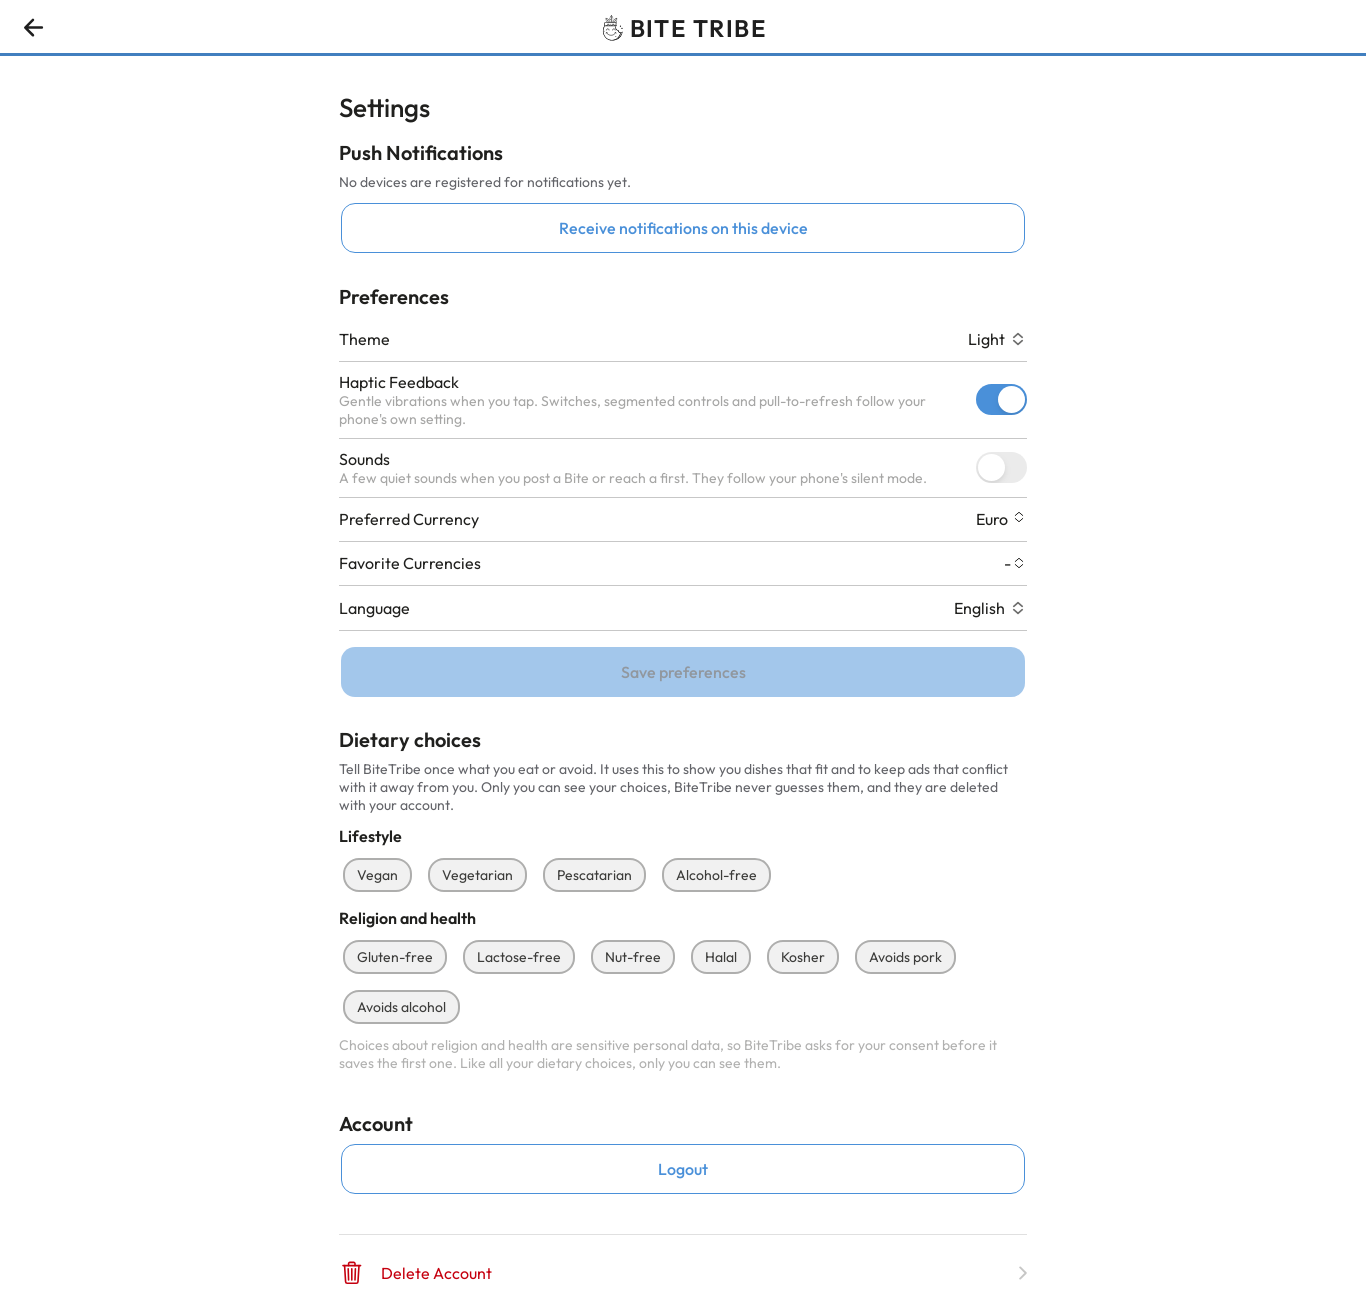 BITE TRIBE
Settings
Push Notifications
No devices are registered for notifications yet.
Receive notifications on this device
Preferences
Theme
Light
Haptic Feedback
Gentle vibrations when you tap. Switches, segmented controls and pull-to-refresh follow your
phone's own setting.
Sounds
A few quiet sounds when you post a Bite or reach a first. They follow your phone's silent mode.
Preferred Currency
Euro
Favorite Currencies
-
Language
English
Save preferences
Dietary choices
Tell BiteTribe once what you eat or avoid. It uses this to show you dishes that fit and to keep ads that conflict
with it away from you. Only you can see your choices, BiteTribe never guesses them, and they are deleted
with your account.
Lifestyle
Vegan
Vegetarian
Pescatarian
Alcohol-free
Religion and health
Gluten-free
Lactose-free
Nut-free
Halal
Kosher
Avoids pork
Avoids alcohol
Choices about religion and health are sensitive personal data, so BiteTribe asks for your consent before it
saves the first one. Like all your dietary choices, only you can see them.
Account
Logout
Delete Account